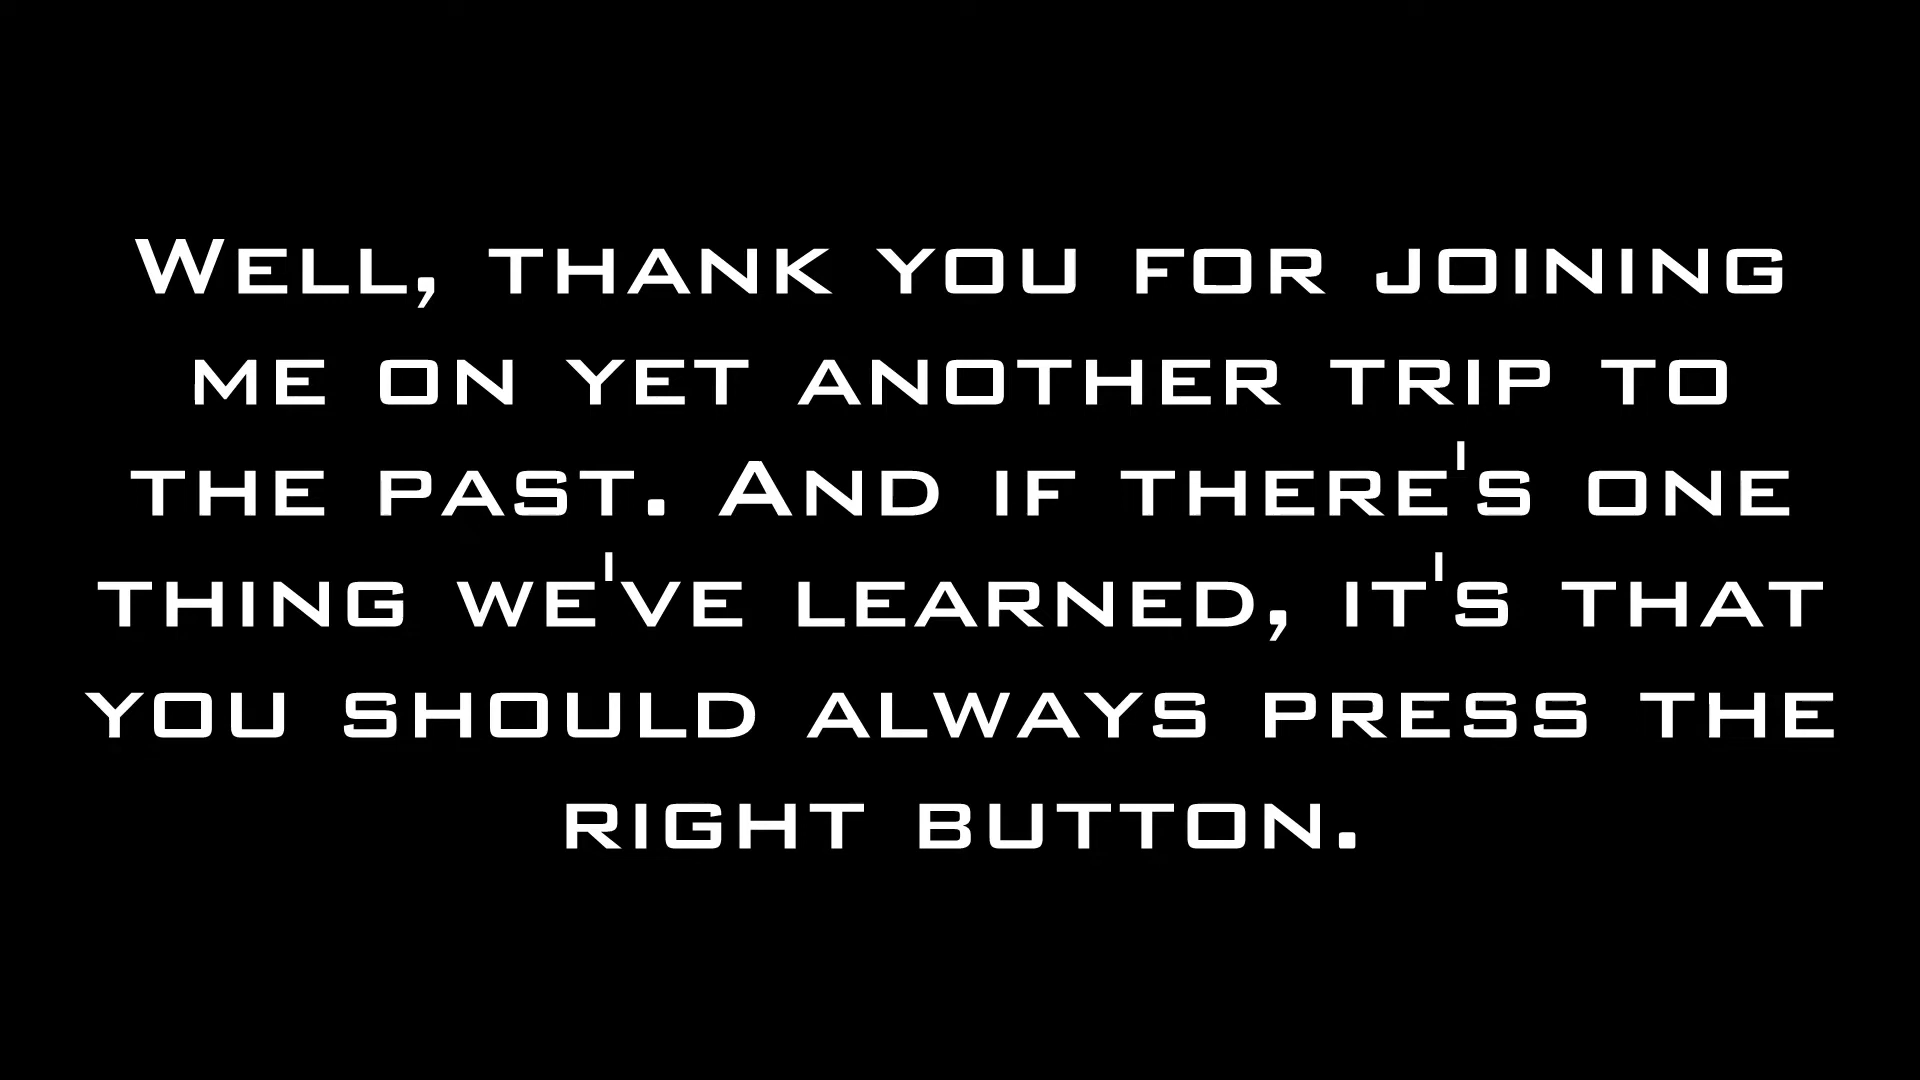 Well, thank you for joining
me on yet another trip to
the past. And if there's one
thing we've learned, it's that
you should always press the
right button.